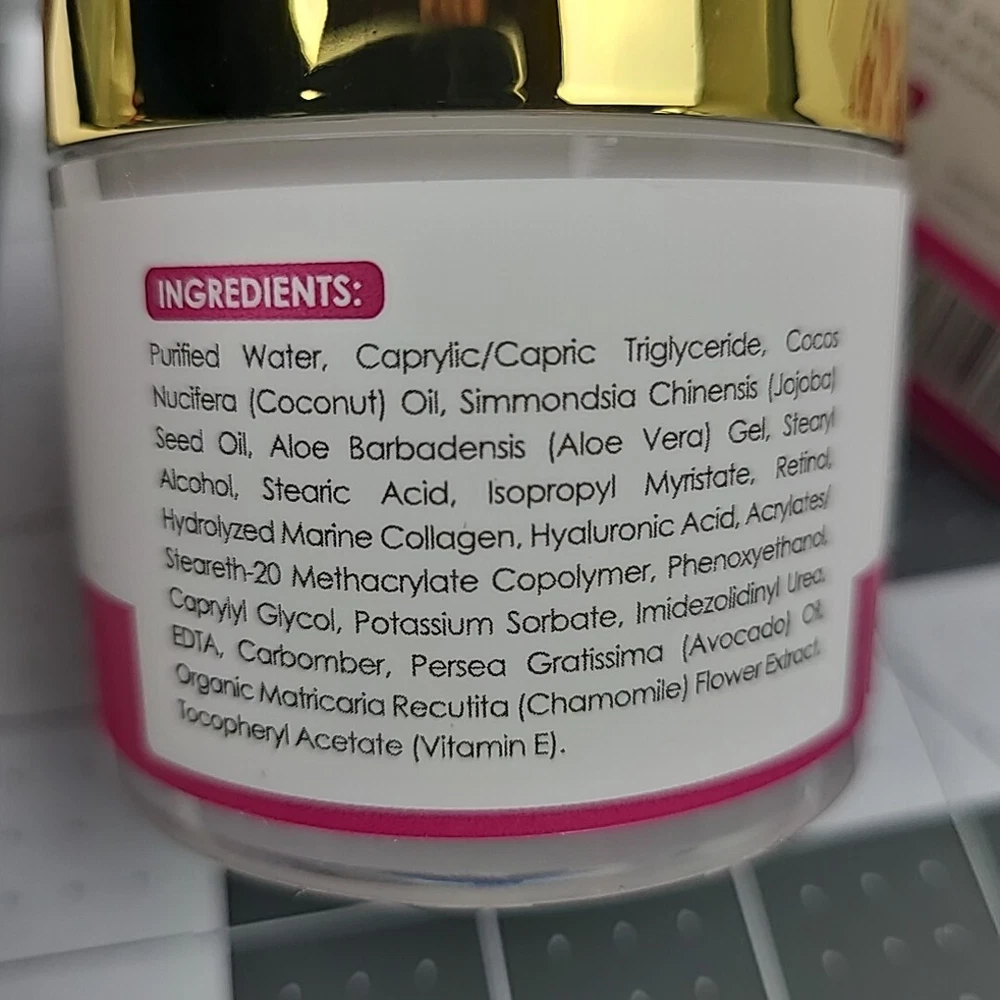 INGREDIENTS:
Purified Water, Caprylic/Capric Triglyceride, Cocos
Nucifera (Coconut) Oil, Simmondsia Chinensis (Jojoba)
Seed Oil, Aloe Barbadensis (Aloe Vera) Gel, Stearyl
Alcohol, Stearic Acid, Isopropyl Myristate, Retinol,
Hydrolyzed Marine Collagen, Hyaluronic Acid, Acrylates/
Steareth-20 Methacrylate Copolymer, Phenoxyethanol,
Caprylyl Glycol, Potassium Sorbate, Imidezolidinyl Urea,
EDTA, Carbomber, Persea Gratissima (Avocado) Oil,
Organic Matricaria Recutita (Chamomile) Flower Extract,
Tocopheryl Acetate (Vitamin E).